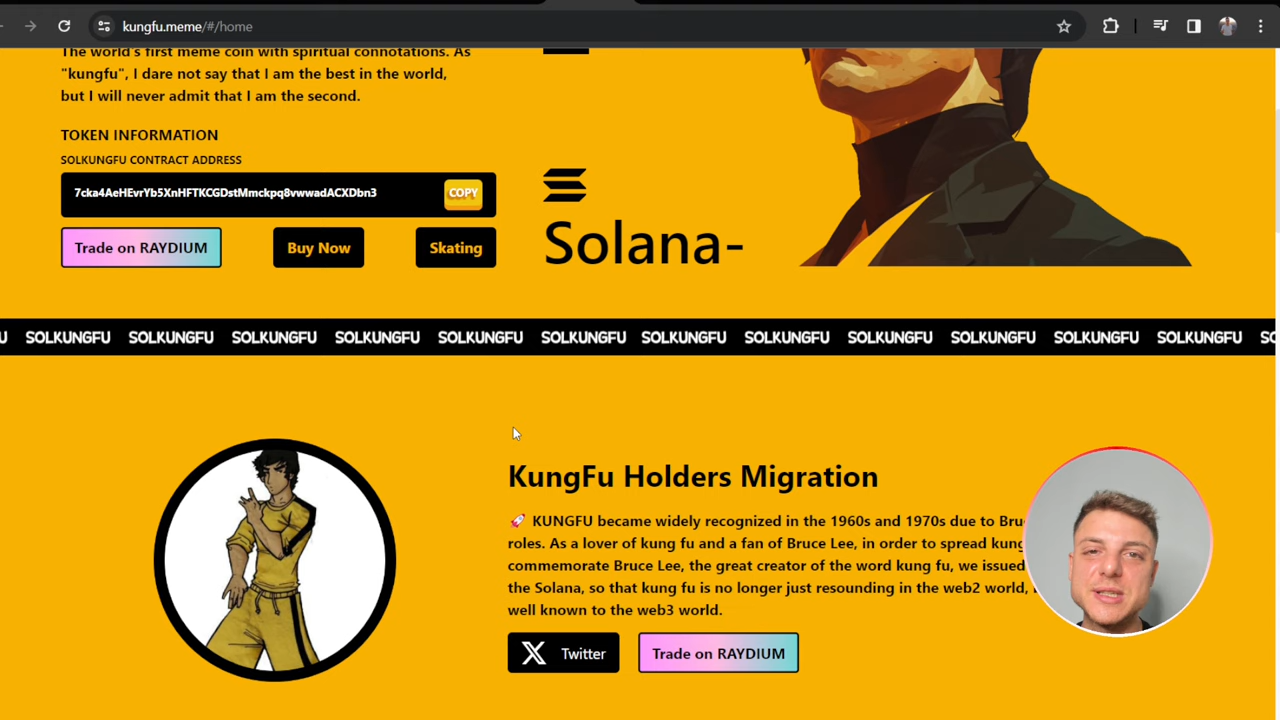 kungfu.meme/#/home
The world's first meme coin with spiritual connotations. As
"kungfu", I dare not say that I am the best in the world,
but I will never admit that I am the second.
TOKEN INFORMATION
SOLKUNGFU CONTRACT ADDRESS
7cka4AeHEvrYb5XnHFTKCGDstMmckpq8vwwadACXDbn3 COPY
Trade on RAYDIUM Buy Now Skating
Solana-
U SOLKUNGFU SOLKUNGFU SOLKUNGFU SOLKUNGFU SOLKUNGFU SOLKUNGFU SOLKUNGFU SOLKUNGFU SOLKUNGFU SOLKUNGFU SOLKUNGFU SOLKUNGFU SO
KungFu Holders Migration
🚀 KUNGFU became widely recognized in the 1960s and 1970s due to Bru
roles. As a lover of kung fu and a fan of Bruce Lee, in order to spread kung
commemorate Bruce Lee, the great creator of the word kung fu, we issued
the Solana, so that kung fu is no longer just resounding in the web2 world,
well known to the web3 world.
X Twitter Trade on RAYDIUM